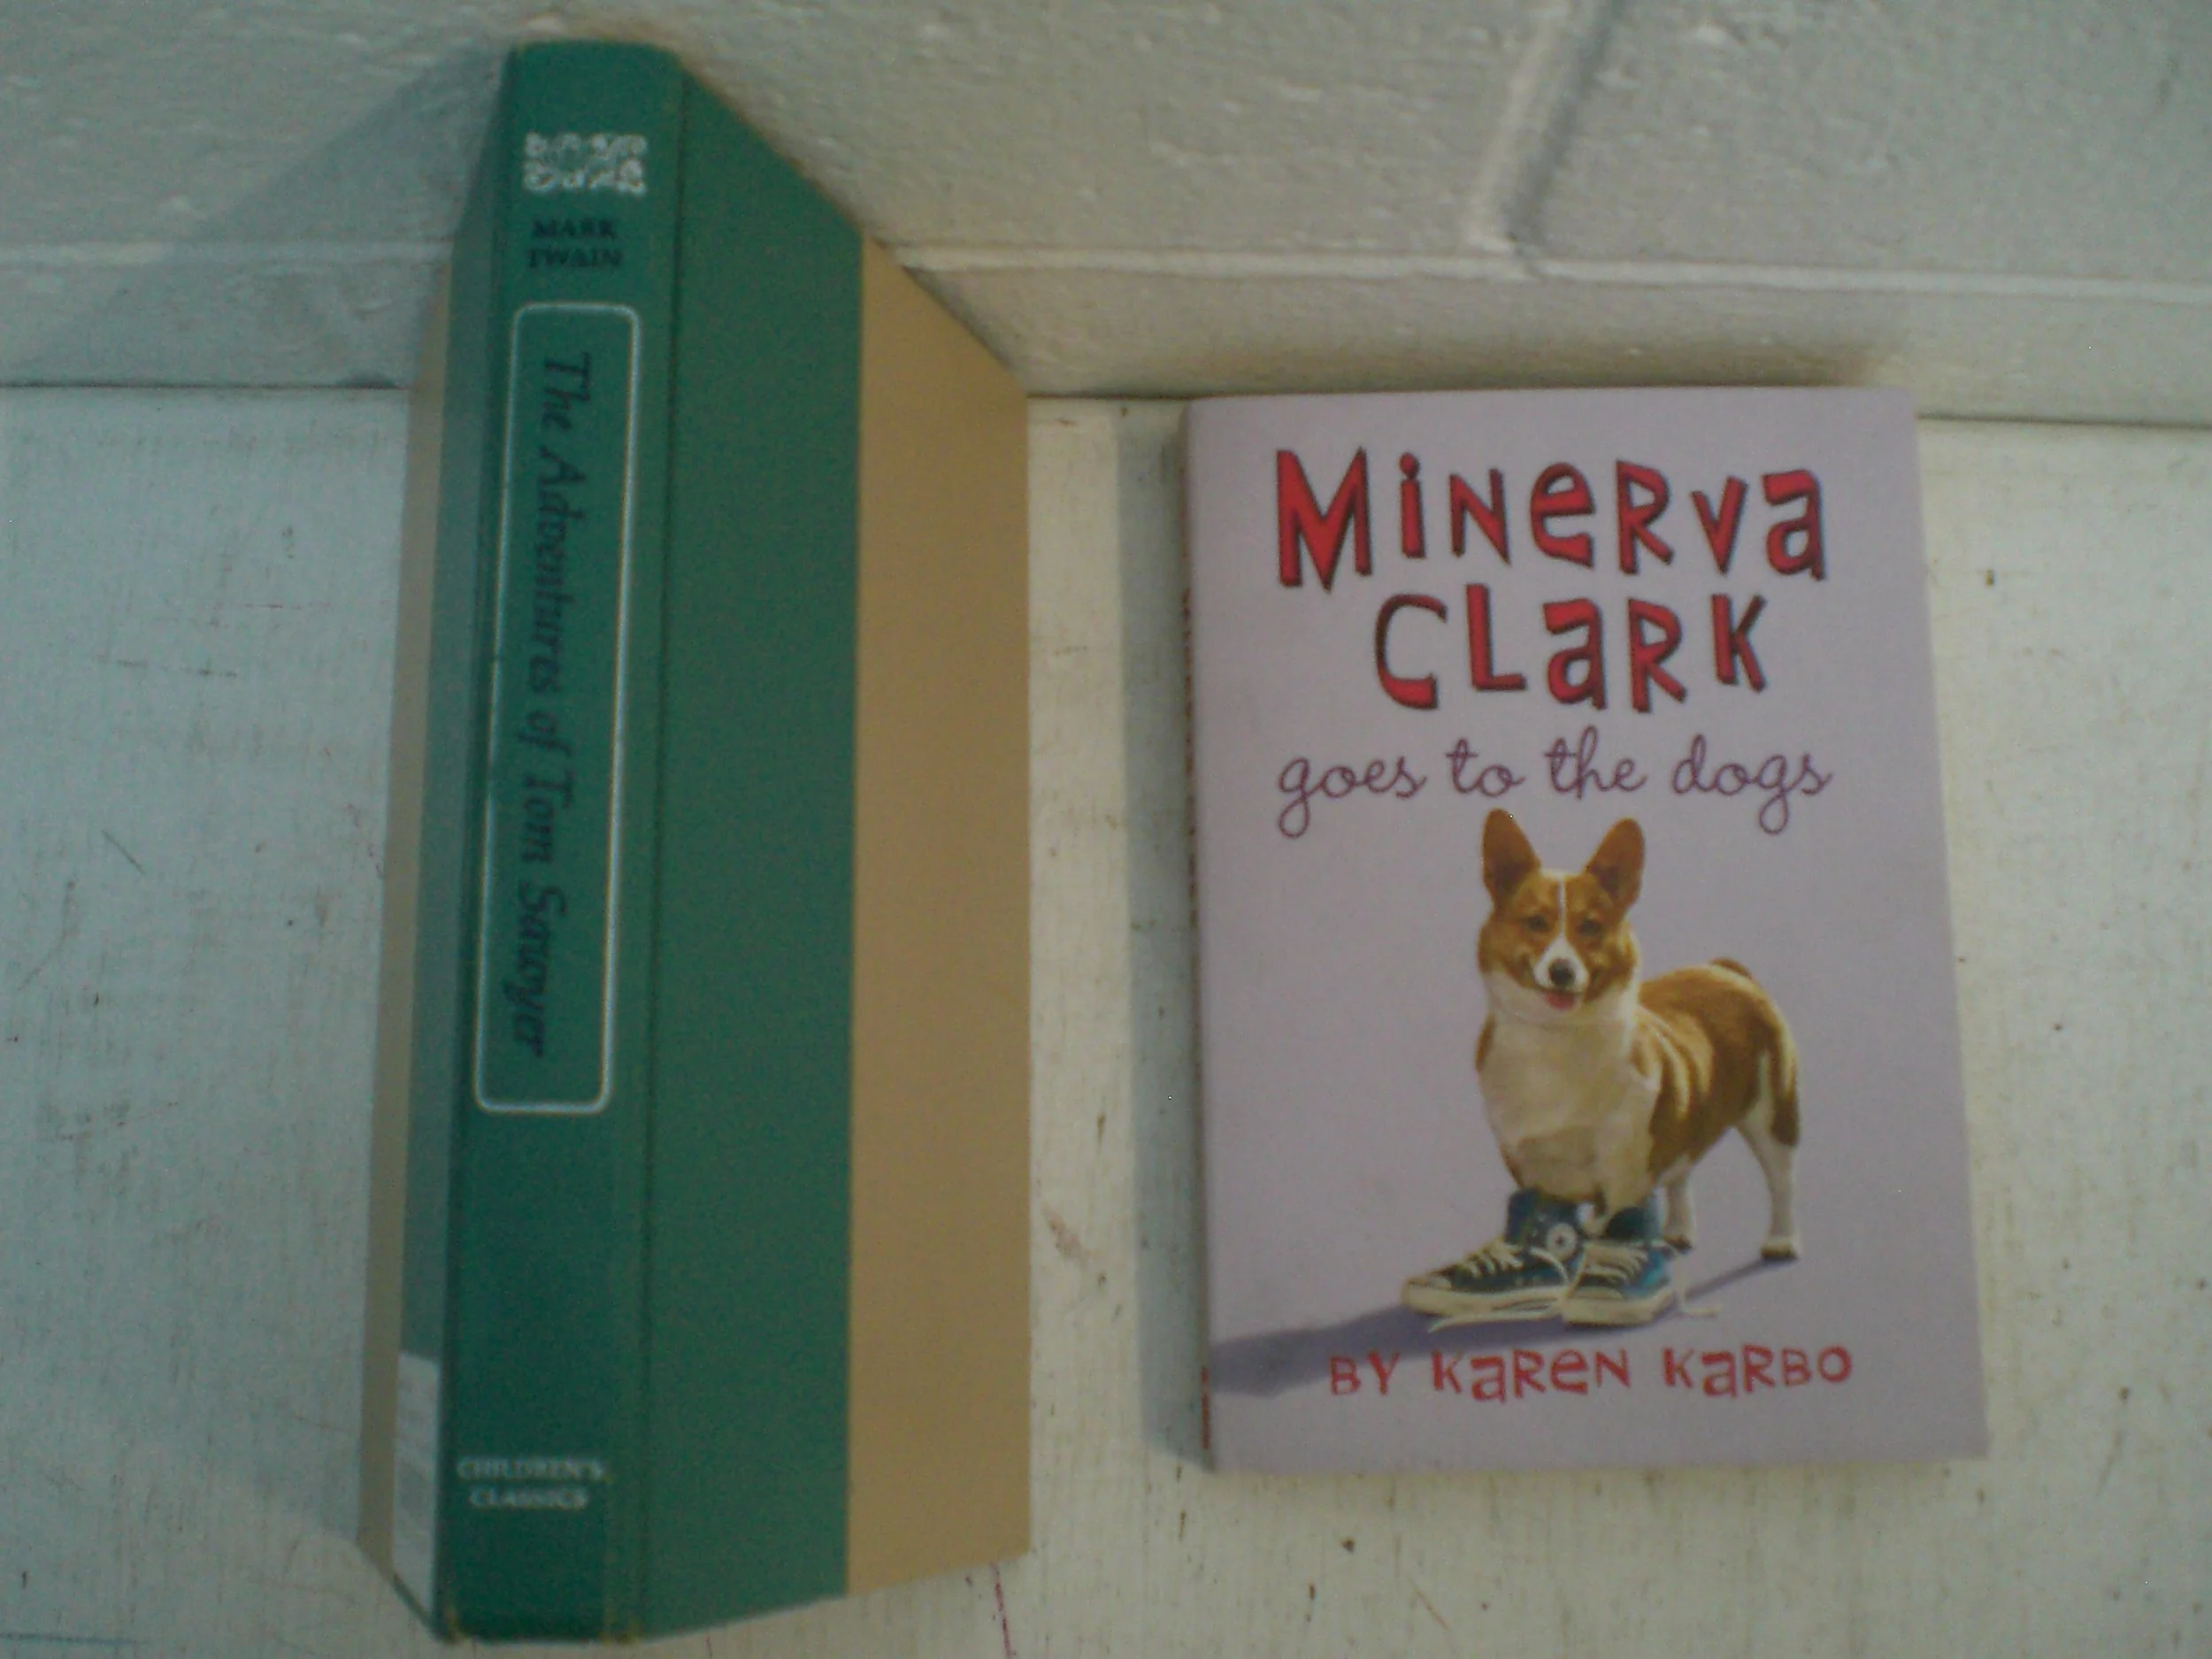 MARK
TWAIN
The Adventures of Tom Sawyer
CHILDREN'S
CLASSICS
MINERVA
CLARK
goes to the dogs
BY KAREN KARBO